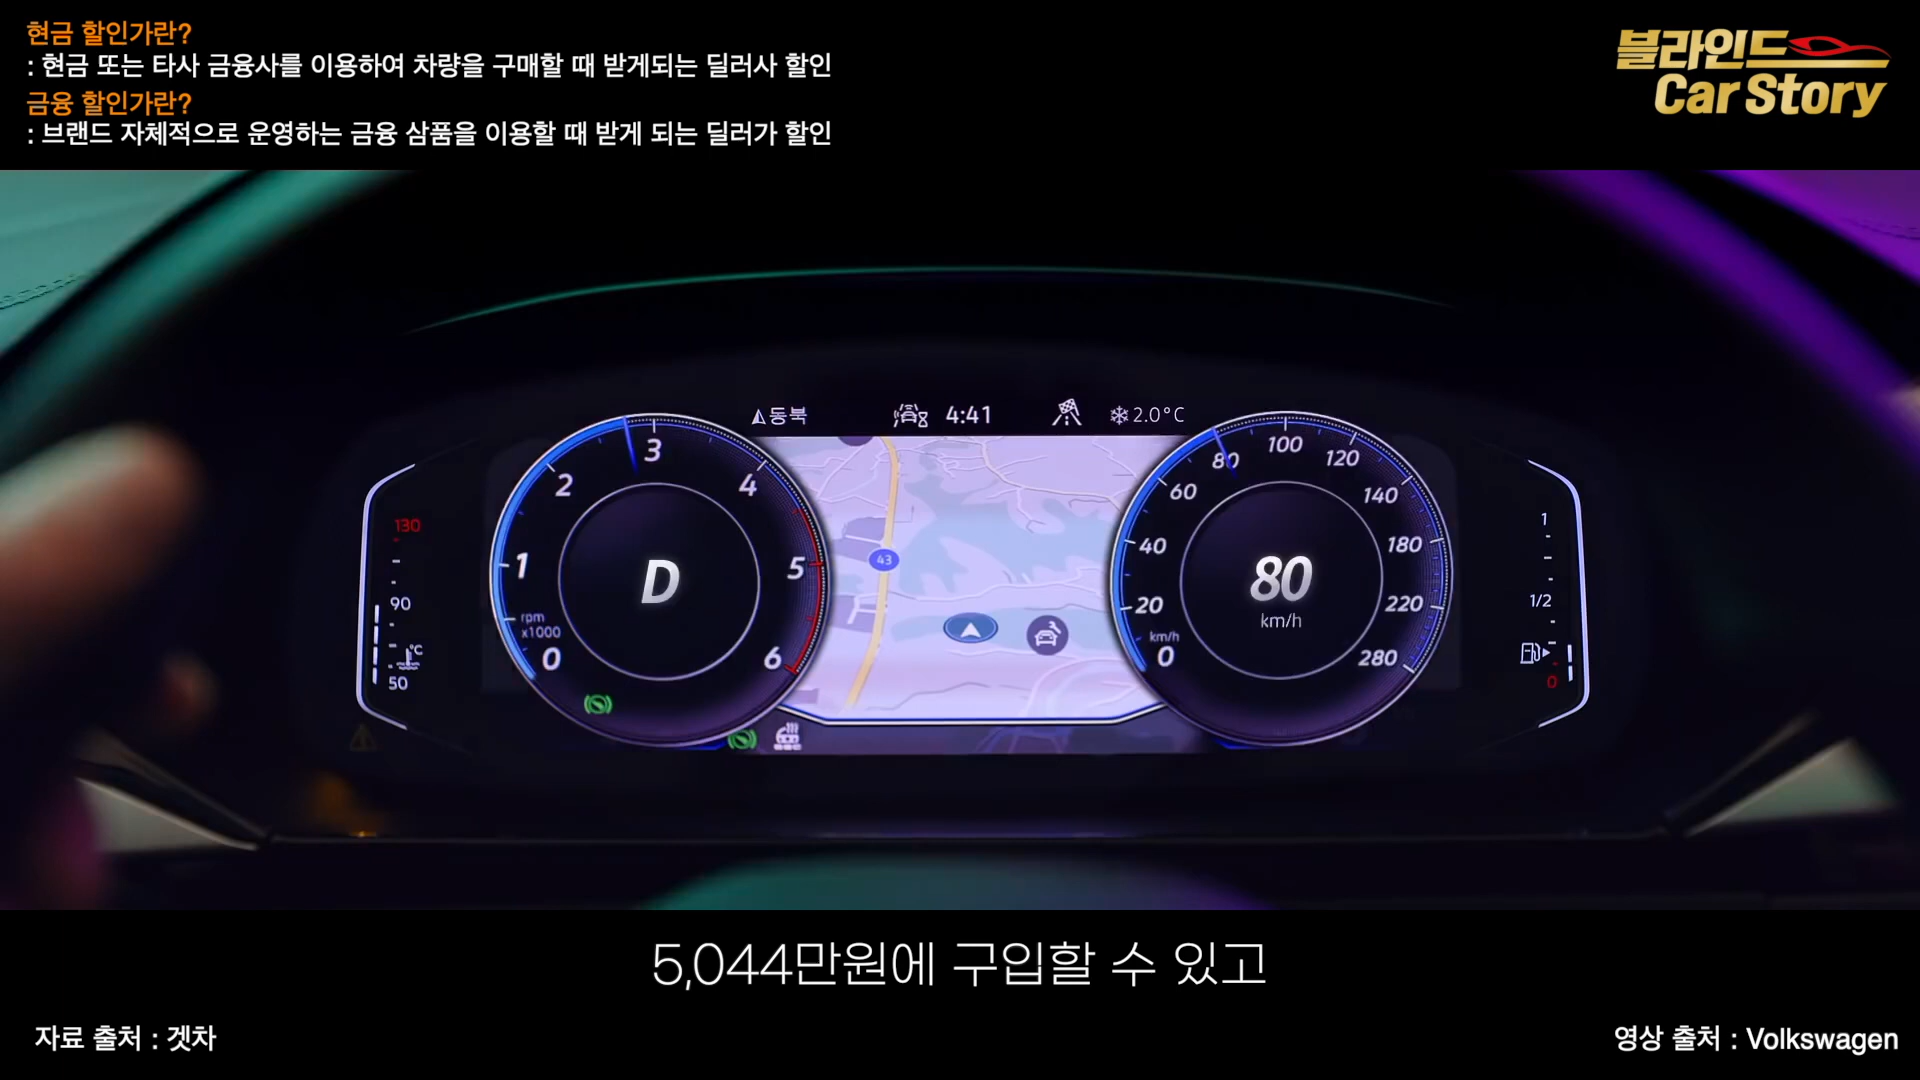 현금 할인가란?
: 현금 또는 타사 금융사를 이용하여 차량을 구매할 때 받게되는 딜러사 할인
금융 할인가란?
: 브랜드 자체적으로 운영하는 금융 삼품을 이용할 때 받게 되는 딜러가 할인
블라인드
Car Story
동북
4:41
2.0°C
130
90
°C
50
0
1
2
3
4
5
6
rpm
x1000
D
43
0
20
40
60
80
100
120
140
180
220
280
km/h
80
km/h
1
1/2
0
5,044만원에 구입할 수 있고
자료 출처 : 겟차
영상 출처 : Volkswagen